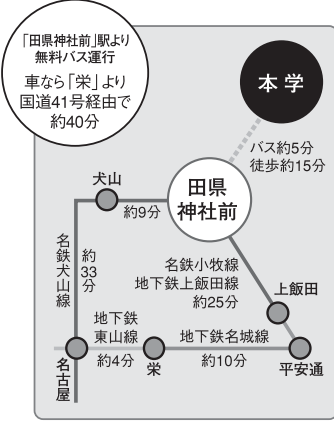 「田県神社前」駅より
無料バス運行
車なら「栄」より
国道41号経由で
約40分
本学
バス約5分
徒歩約15分
犬山
約9分
田県
神社前
名鉄犬山線
約33分
名鉄小牧線
地下鉄上飯田線
約25分
上飯田
地下鉄
東山線
約4分
地下鉄名城線
約10分
名古屋
栄
平安通